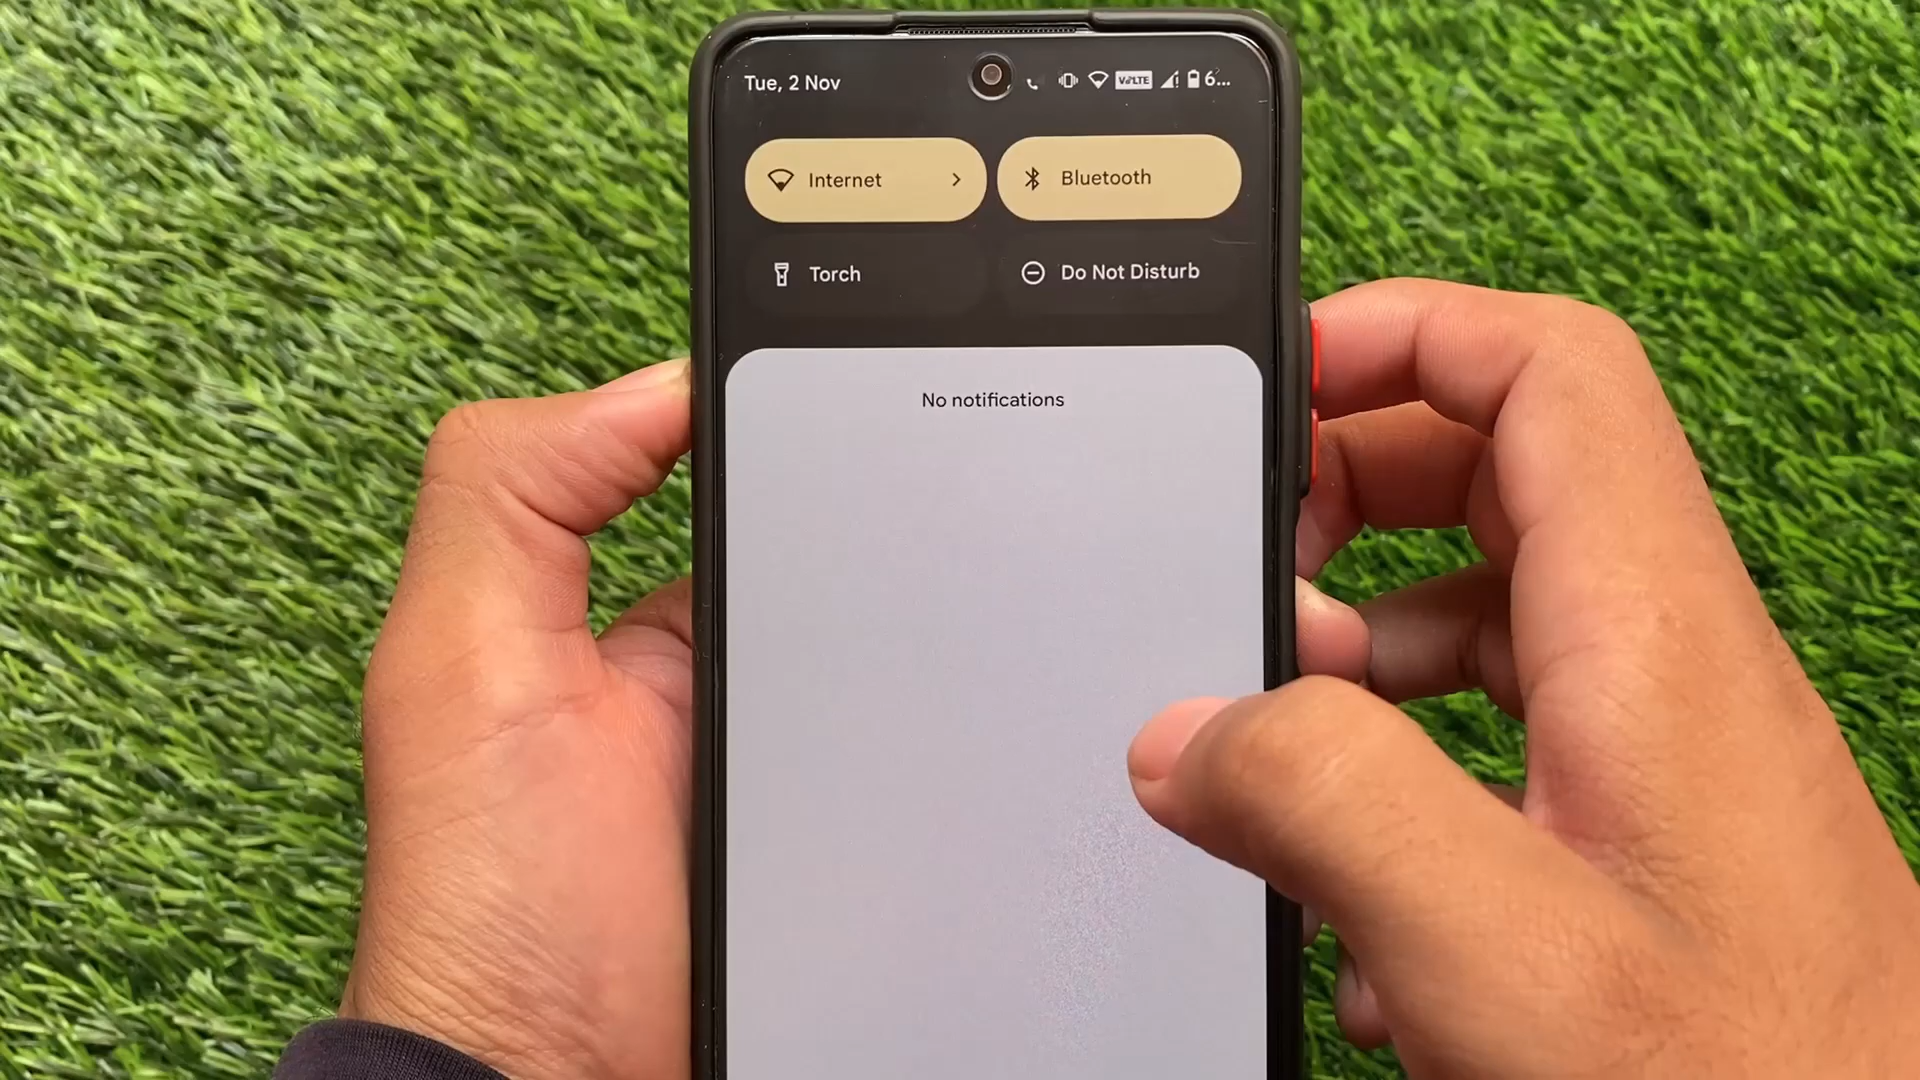 Tue, 2 Nov VoLTE 6...
Internet Bluetooth
Torch Do Not Disturb
No notifications